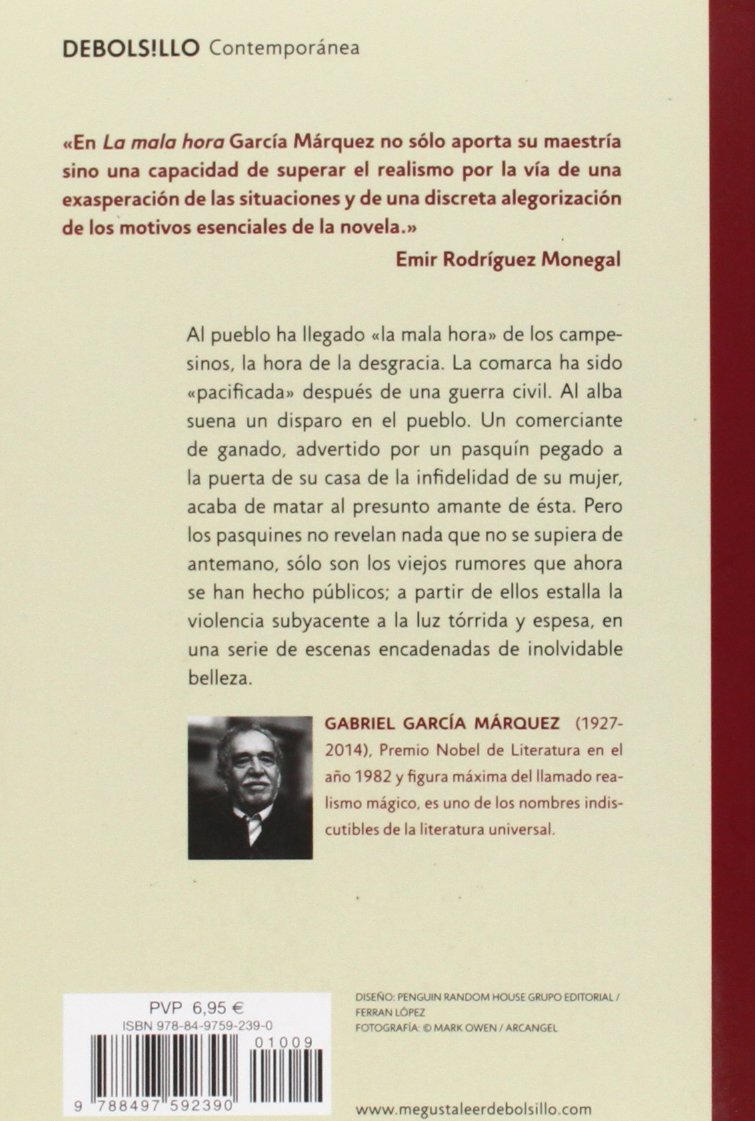 DEBOLS!LLO Contemporánea
«En La mala hora García Márquez no sólo aporta su maestría
sino una capacidad de superar el realismo por la vía de una
exasperación de las situaciones y de una discreta alegorización
de los motivos esenciales de la novela.»
Emir Rodríguez Monegal
Al pueblo ha llegado «la mala hora» de los campe-
sinos, la hora de la desgracia. La comarca ha sido
«pacificada» después de una guerra civil. Al alba
suena un disparo en el pueblo. Un comerciante
de ganado, advertido por un pasquín pegado a
la puerta de su casa de la infidelidad de su mujer,
acaba de matar al presunto amante de ésta. Pero
los pasquines no revelan nada que no se supiera de
antemano, sólo son los viejos rumores que ahora
se han hecho públicos; a partir de ellos estalla la
violencia subyacente a la luz tórrida y espesa, en
una serie de escenas encadenadas de inolvidable
belleza.
GABRIEL GARCÍA MÁRQUEZ (1927-
2014), Premio Nobel de Literatura en el
año 1982 y figura máxima del llamado rea-
lismo mágico, es uno de los nombres indis-
cutibles de la literatura universal.
PVP 6,95 €
ISBN 978-84-9759-239-0
01009
9 788497 592390
DISEÑO: PENGUIN RANDOM HOUSE GRUPO EDITORIAL /
FERRAN LÓPEZ
FOTOGRAFÍA: © MARK OWEN / ARCANGEL
www.megustaleerdebolsillo.com